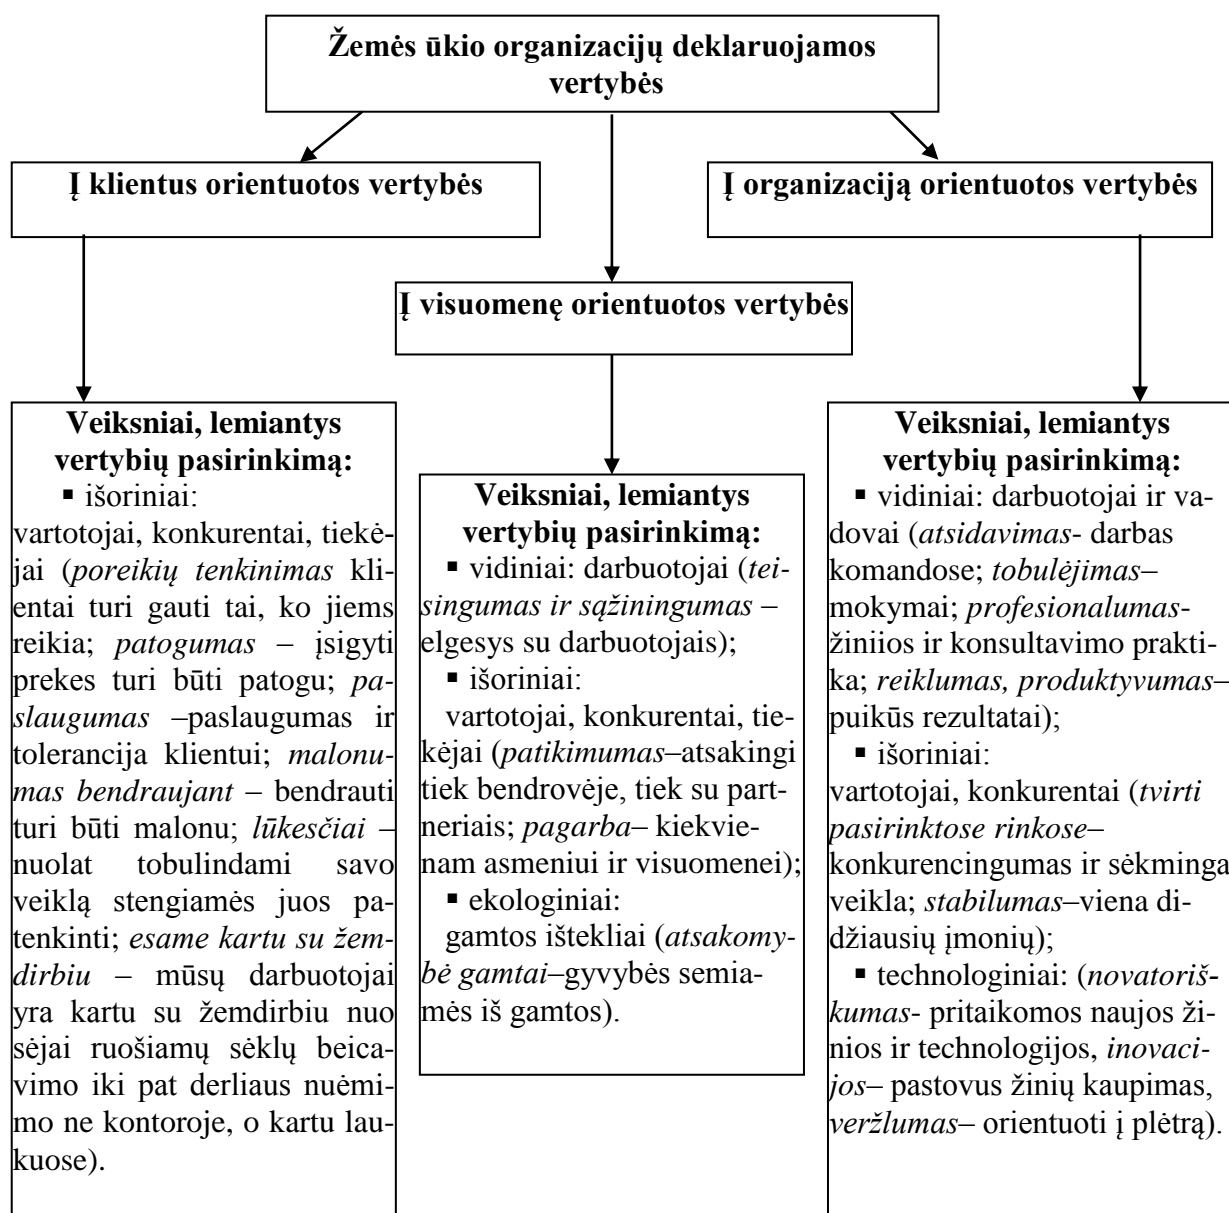 Žemės ūkio organizacijų deklaruojamos
vertybės
Į klientus orientuotos vertybės
Į organizaciją orientuotos vertybės
Į visuomenę orientuotos vertybės
Veiksniai, lemiantys
vertybių pasirinkimą:
▪ išoriniai:
vartotojai, konkurentai, tiekė-
jai (poreikių tenkinimas kli-
entai turi gauti tai, ko jiems
reikia; patogumas – įsigyti
prekes turi būti patogu; pa-
slaugumas –paslaugumas ir
tolerancija klientui; malonu-
mas bendraujant – bendrauti
turi būti malonu; lūkesčiai –
nuolat tobulindami savo
veiklą stengiamės juos pa-
tenkinti; esame kartu su žem-
dirbiu – mūsų darbuotojai
yra kartu su žemdirbiu nuo
sėjai ruošiamų sėklų beica-
vimo iki pat derliaus nuėmi-
mo ne kontoroje, o kartu lau-
kuose).
Veiksniai, lemiantys
vertybių pasirinkimą:
▪ vidiniai: darbuotojai (tei-
singumas ir sąžiningumas –
elgesys su darbuotojais);
▪ išoriniai:
vartotojai, konkurentai, tie-
kėjai (patikimumas–atsakingi
tiek bendrovėje, tiek su part-
neriais; pagarba– kiekvie-
nam asmeniui ir visuomenei);
▪ ekologiniai:
gamtos ištekliai (atsakomy-
bė gamtai–gyvybės semia-
mės iš gamtos).
Veiksniai, lemiantys
vertybių pasirinkimą:
▪ vidiniai: darbuotojai ir va-
dovai (atsidavimas- darbas
komandose; tobulėjimas–
mokymai; profesionalumas-
žiniios ir konsultavimo prakti-
ka; reiklumas, produktyvumas–
puikūs rezultatai);
▪ išoriniai:
vartotojai, konkurentai (tvirti
pasirinktose rinkose–
konkurencingumas ir sėkminga
veikla; stabilumas–viena di-
džiausių įmonių);
▪ technologiniai: (novatoriš-
kumas- pritaikomos naujos ži-
nios ir technologijos, inovaci-
jos– pastovus žinių kaupimas,
veržlumas– orientuoti į plėtrą).